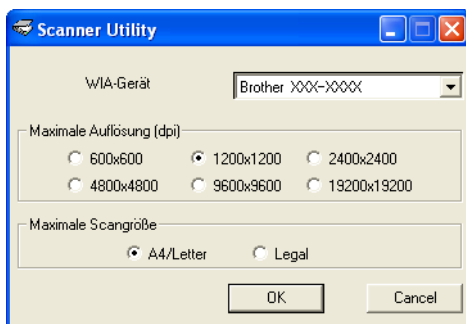 Scanner Utility
WIA-Gerät Brother XXX-XXXX
Maximale Auflösung (dpi)
600x600 1200x1200 2400x2400
4800x4800 9600x9600 19200x19200
Maximale Scangröße
A4/Letter Legal
OK Cancel